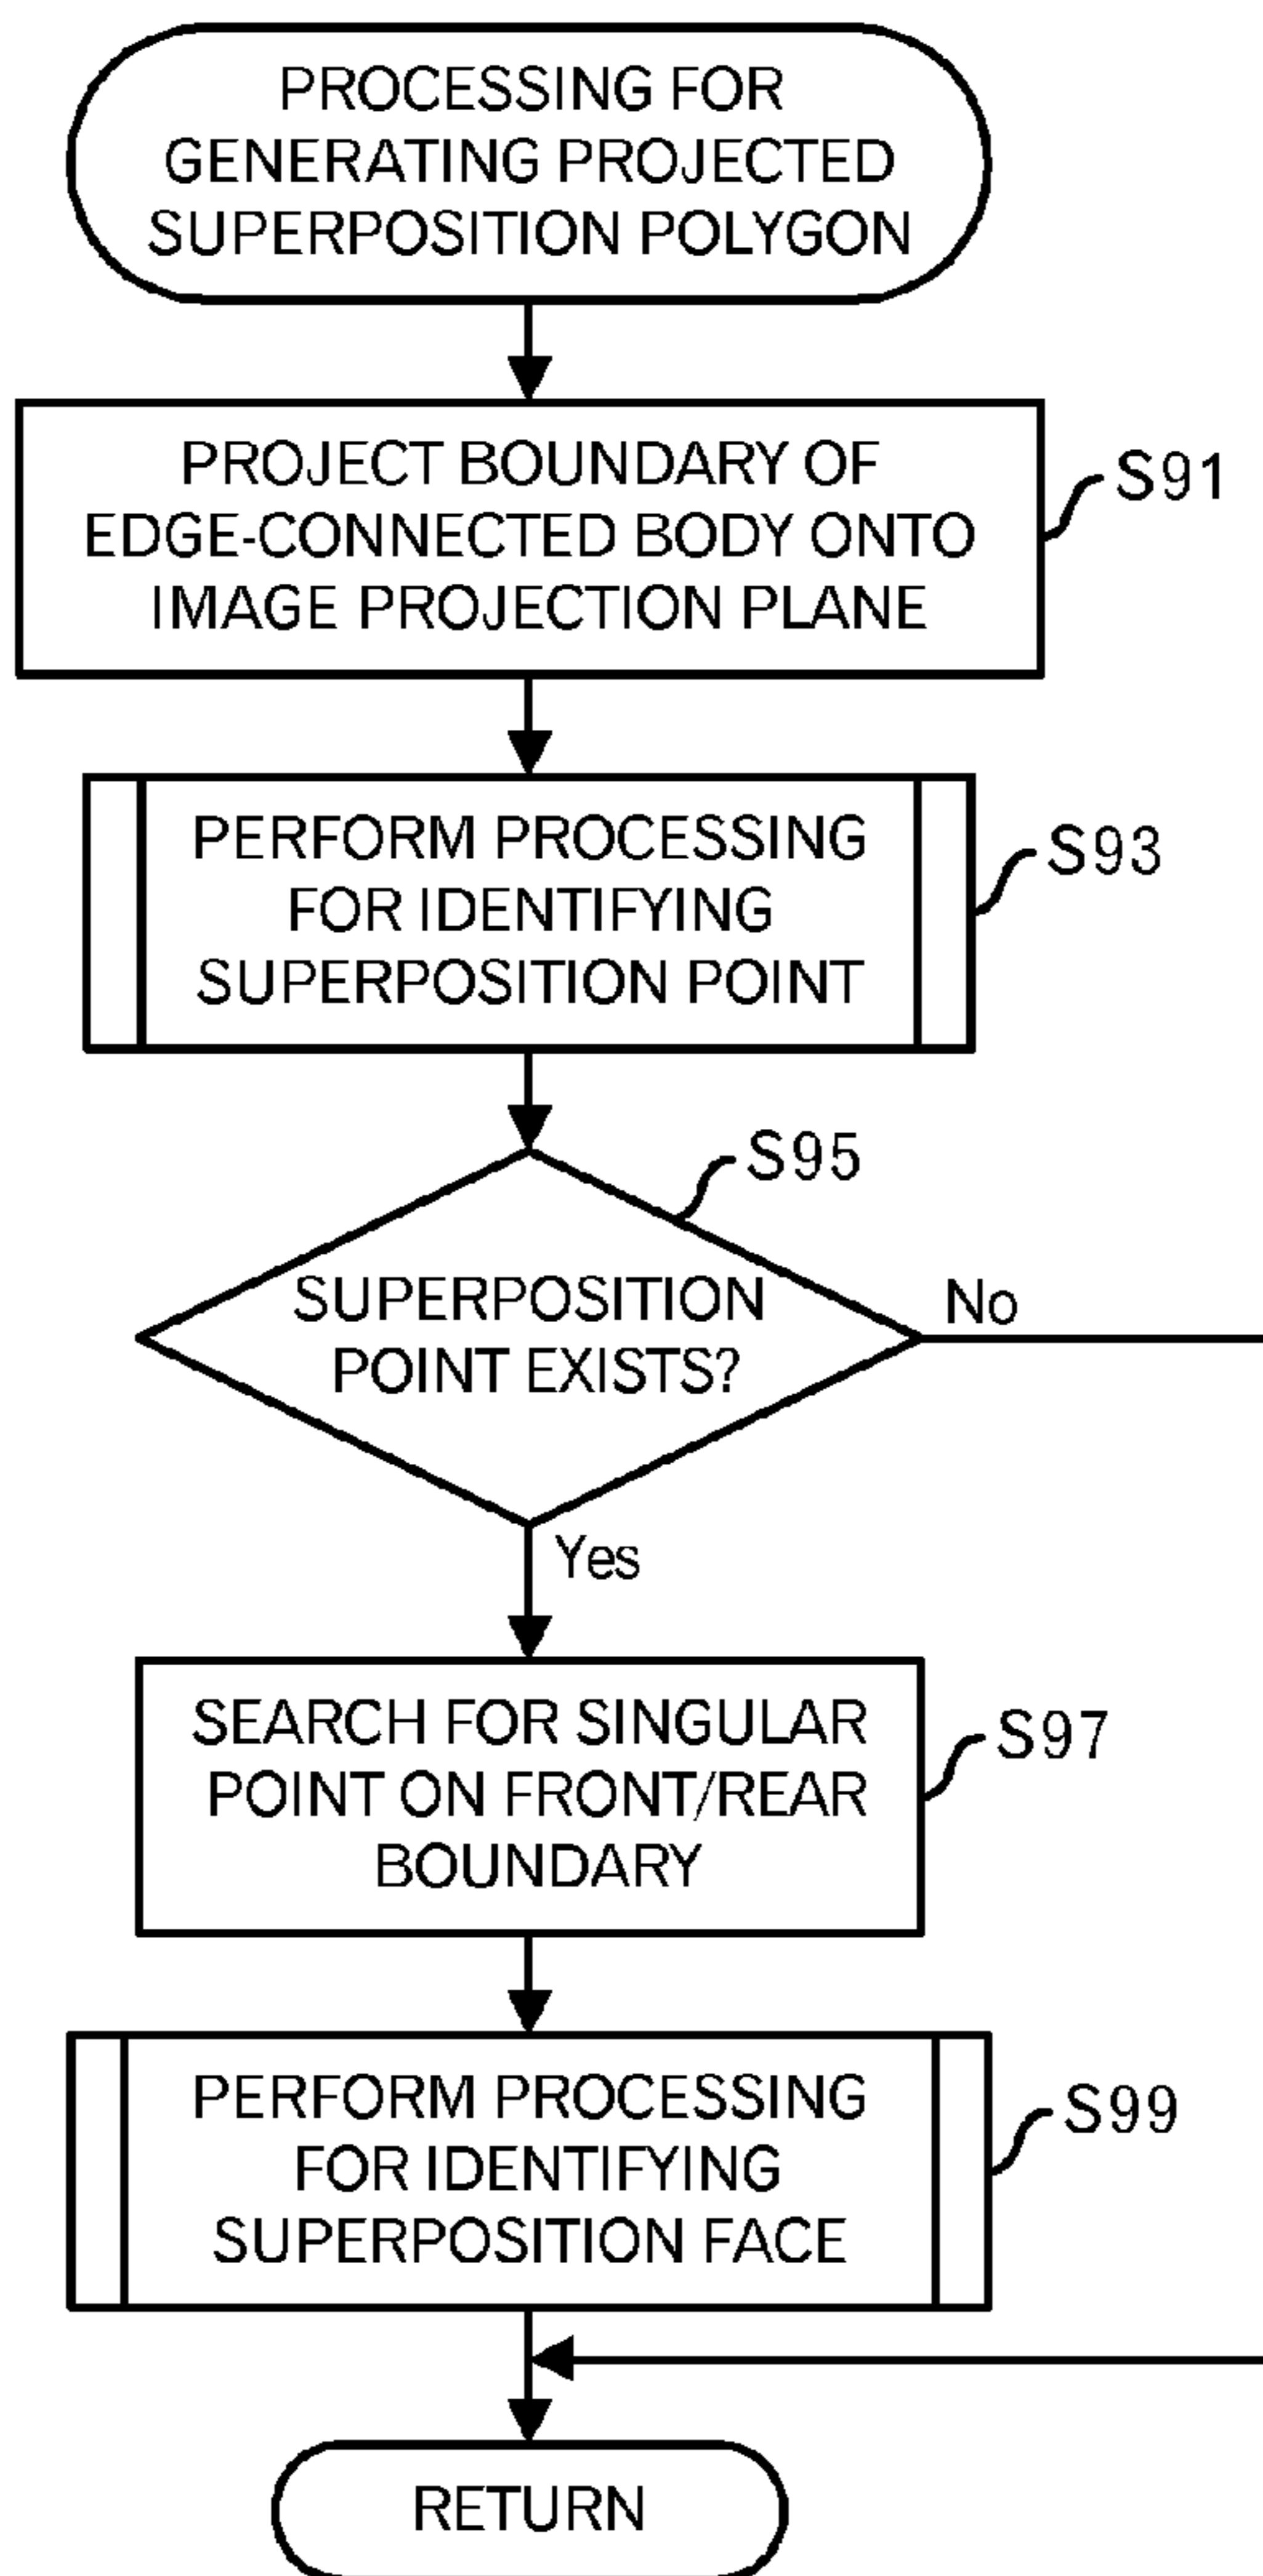 PROCESSING FOR
GENERATING PROJECTED
SUPERPOSITION POLYGON
PROJECT BOUNDARY OF
EDGE-CONNECTED BODY ONTO
IMAGE PROJECTION PLANE
S91
PERFORM PROCESSING
FOR IDENTIFYING
SUPERPOSITION POINT
S93
S95
SUPERPOSITION
POINT EXISTS?
No
Yes
SEARCH FOR SINGULAR
POINT ON FRONT/REAR
BOUNDARY
S97
PERFORM PROCESSING
FOR IDENTIFYING
SUPERPOSITION FACE
S99
RETURN